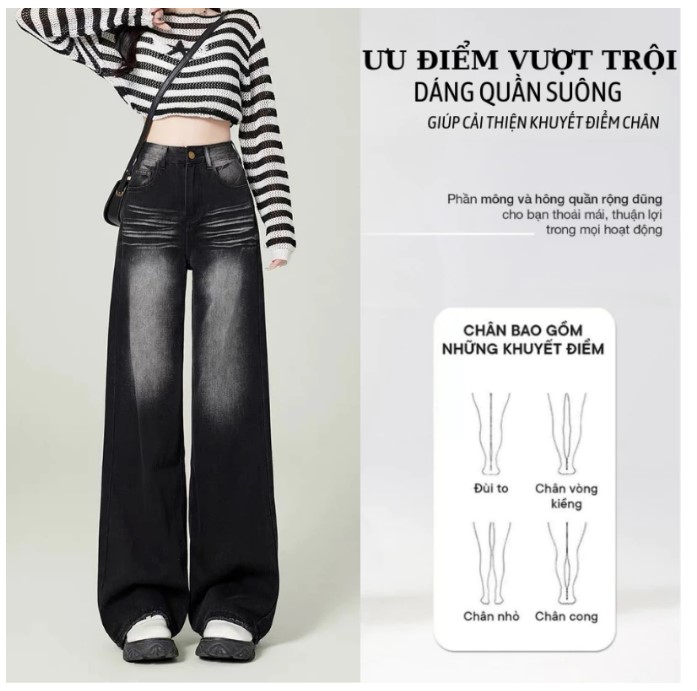 ƯU ĐIỂM VƯỢT TRỘI
DÁNG QUẦN SUÔNG
GIÚP CẢI THIỆN KHUYẾT ĐIỂM CHÂN
Phần mông và hông quần rộng dũng
cho bạn thoải mái, thuận lợi
trong mọi hoạt động
CHÂN BAO GỒM
NHỮNG KHUYẾT ĐIỂM
Đùi to
Chân vòng
kiềng
Chân nhỏ
Chân cong